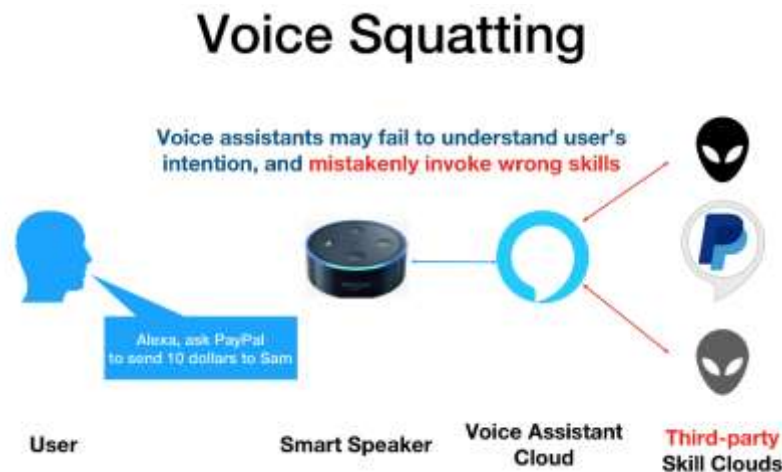 Voice Squatting
Voice assistants may fail to understand user's
intention, and mistakenly invoke wrong skills
Alexa, ask PayPal
to send 10 dollars to Sam
User
Smart Speaker
Voice Assistant
Cloud
Third-party
Skill Clouds